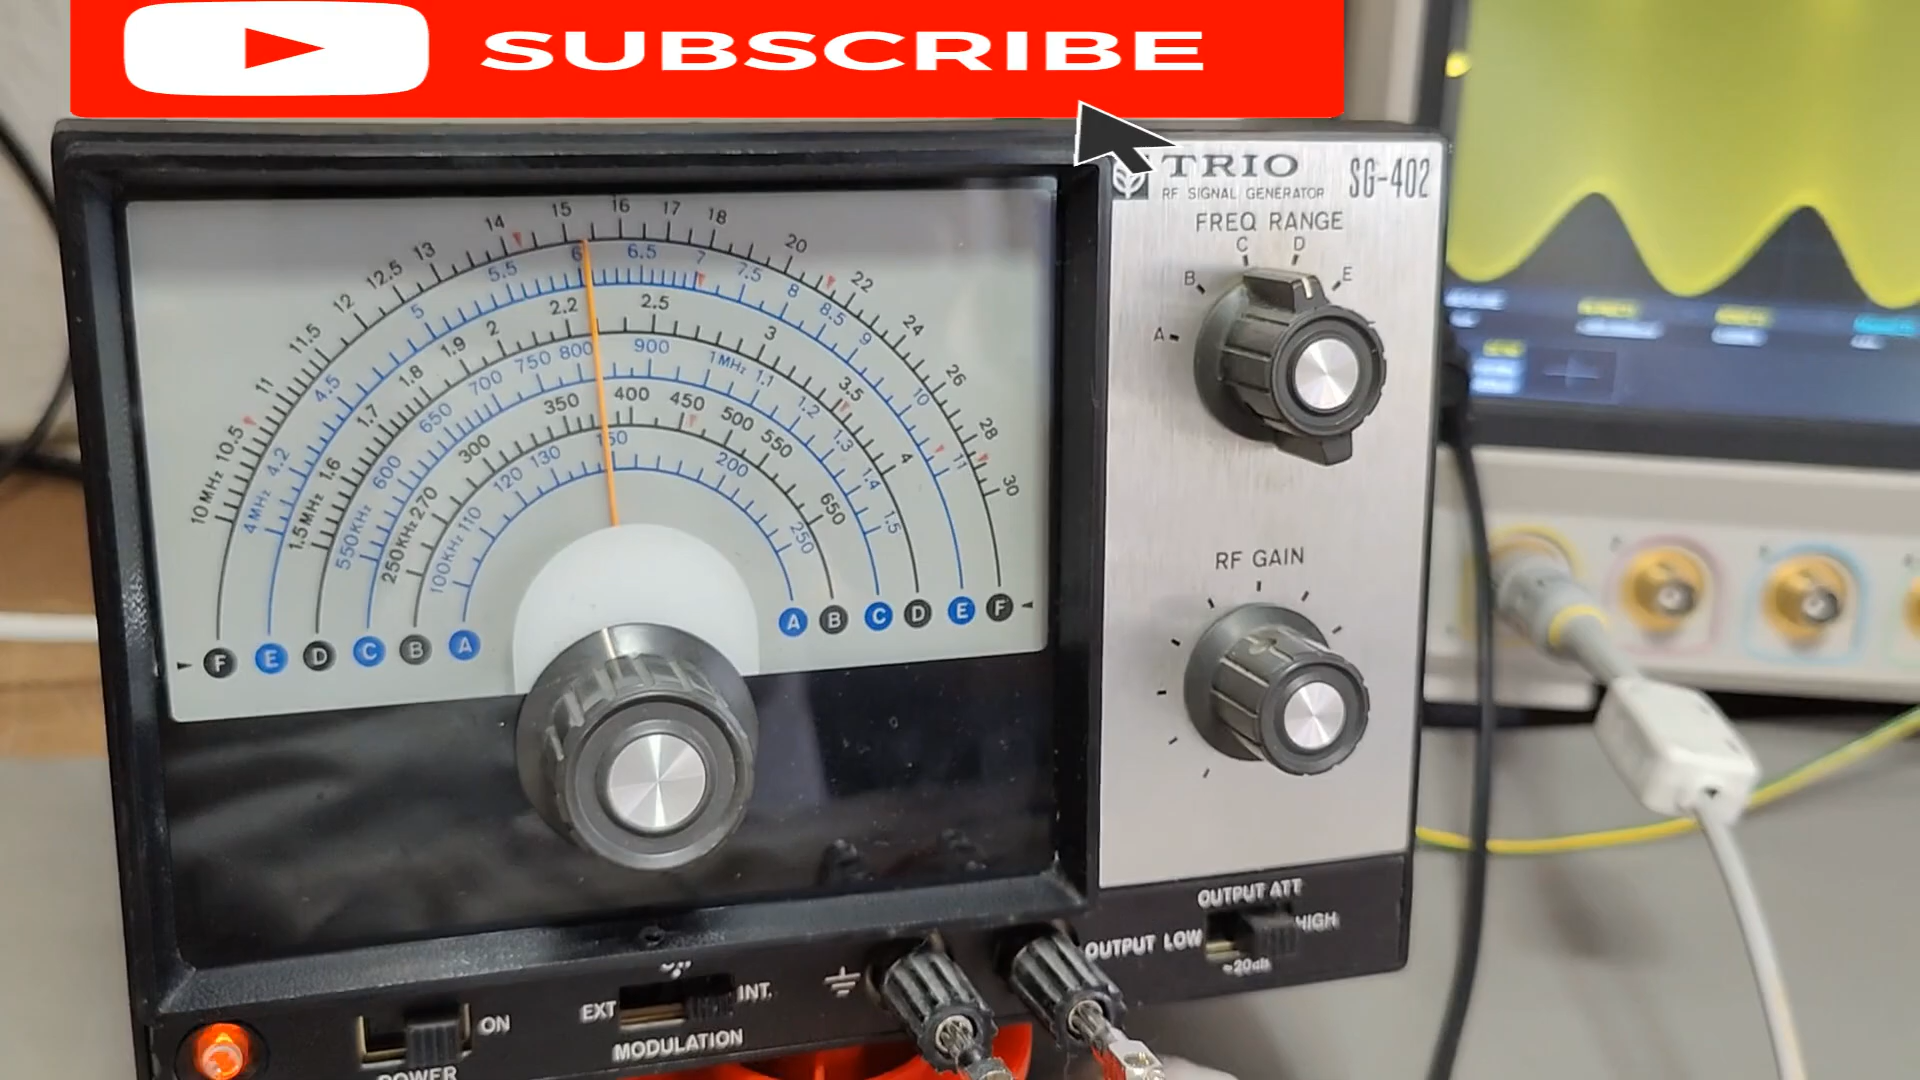 SUBSCRIBE
TRIO SG-402
RF SIGNAL GENERATOR
FREQ RANGE
A B C D E
10MHz 10.5 11 11.5 12 12.5 13 14 15 16 17 18 20 22 24 26 28 30
4MHz 4.2 4.5 5 5.5 6 6.5 7 7.5 8 8.5 9 10 11
1.5MHz 1.6 1.7 1.8 1.9 2 2.2 2.5 3 3.5 4
550KHz 600 650 700 750 800 900 1MHz 1.1 1.2 1.3 1.4 1.5
250KHz 270 300 350 400 450 500 550 650
100KHz 110 120 130 150 200 250
F E D C B A
A B C D E F
RF GAIN
OUTPUT ATT
OUTPUT LOW HIGH
-20dB
EXT INT.
MODULATION
ON
POWER